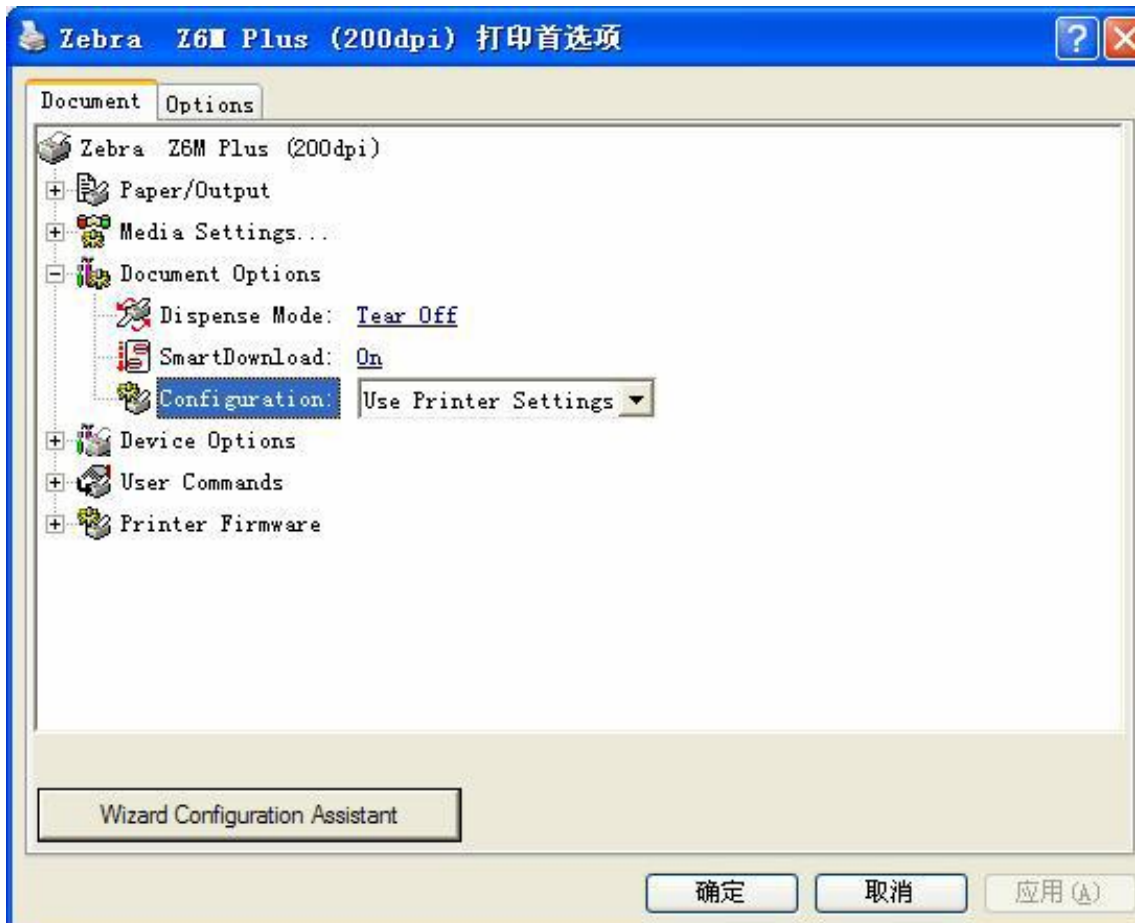 Zebra  Z6M Plus (200dpi) 打印首选项
Document Options
Zebra  Z6M Plus (200dpi)
Paper/Output
Media Settings...
Document Options
Dispense Mode: Tear Off
SmartDownload: On
Configuration: Use Printer Settings
Device Options
User Commands
Printer Firmware
Wizard Configuration Assistant
确定 取消 应用(A)